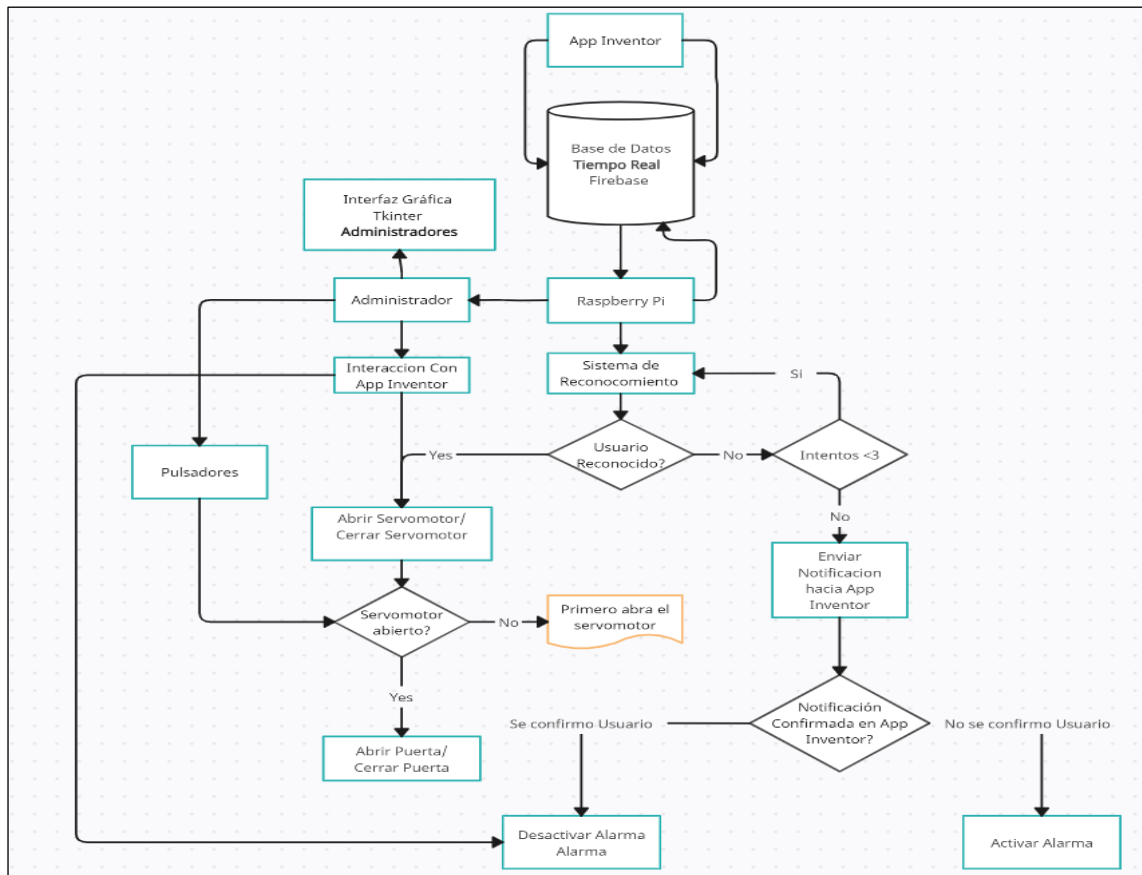 App Inventor
Base de Datos
Tiempo Real
Firebase
Interfaz Gráfica
Tkinter
Administradores
Administrador
Raspberry Pi
Interaccion Con
App Inventor
Sistema de
Reconocomiento
Si
Pulsadores
Yes
Usuario
Reconocido?
No
Intentos <3
No
Abrir Servomotor/
Cerrar Servomotor
Enviar
Notificacion
hacia App
Inventor
Servomotor
abierto?
No
Primero abra el
servomotor
Yes
Se confirmo Usuario
Notificación
Confirmada en App
Inventor?
No se confirmo Usuario
Abrir Puerta/
Cerrar Puerta
Desactivar Alarma
Alarma
Activar Alarma